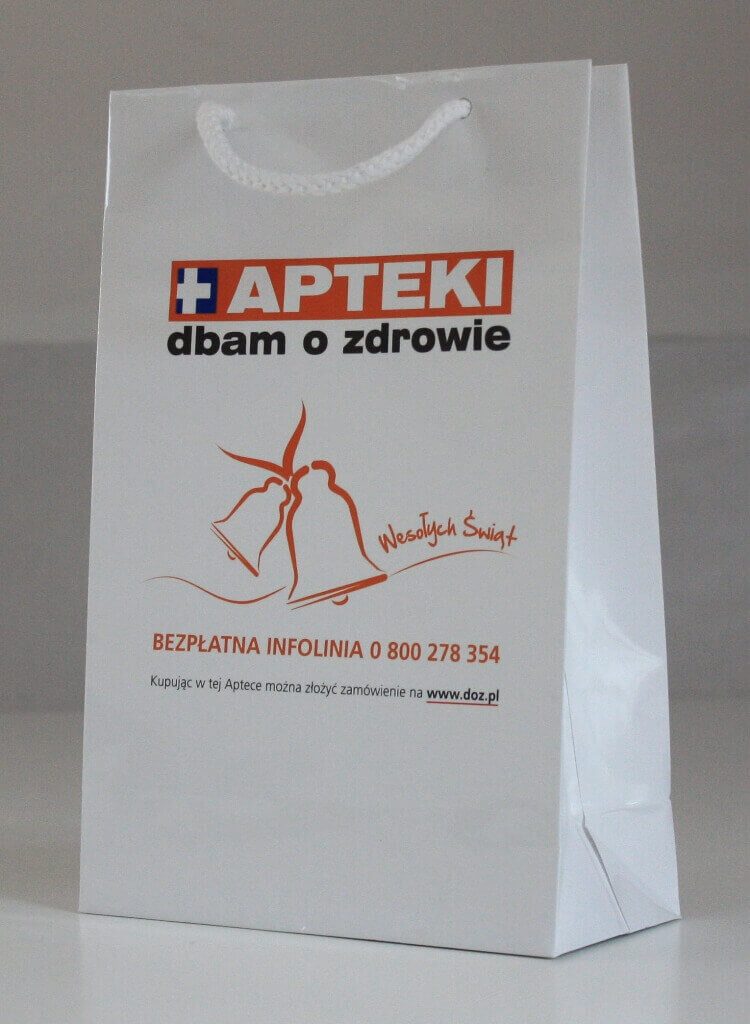 APTEKI
dbam o zdrowie
Wesołych Świąt
BEZPŁATNA INFOLINIA 0 800 278 354
Kupując w tej Aptece można złożyć zamówienie na www.doz.pl